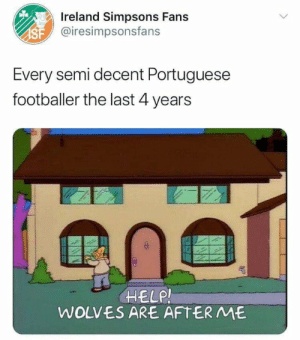 Ireland Simpsons Fans
ISF @iresimpsonsfans
Every semi decent Portuguese
footballer the last 4 years
HELP!
WOLVES ARE AFTER ME